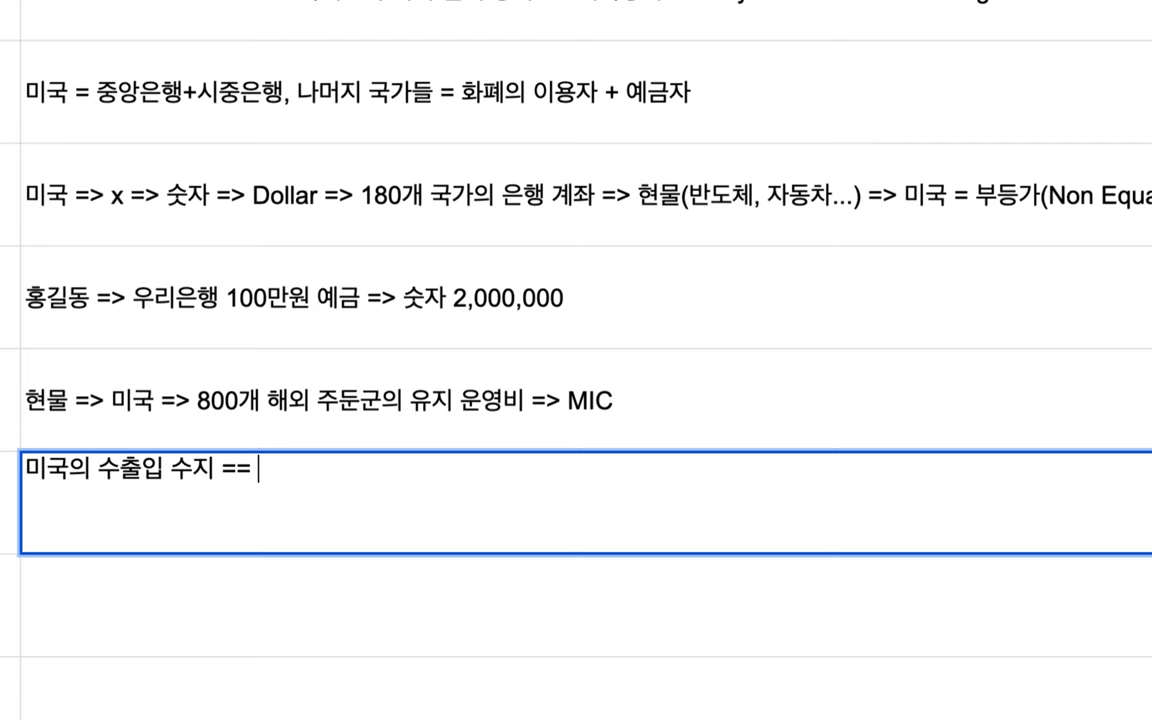 미국 = 중앙은행+시중은행, 나머지 국가들 = 화폐의 이용자 + 예금자
미국 => x => 숫자 => Dollar => 180개 국가의 은행 계좌 => 현물(반도체, 자동차...) => 미국 = 부등가(Non Equa
홍길동 => 우리은행 100만원 예금 => 숫자 2,000,000
현물 => 미국 => 800개 해외 주둔군의 유지 운영비 => MIC
미국의 수출입 수지 ==